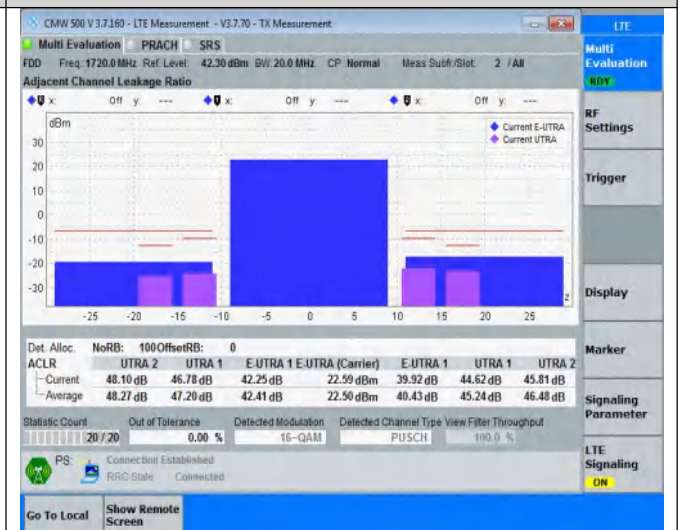 CMW 500 V 3.7.160 - LTE Measurement - V3.7.70 - TX Measurement
LTE
Multi Evaluation PRACH SRS
Multi Evaluation
RDY
FDD Freq: 1720.0 MHz Ref. Level: 42.30 dBm BW: 20.0 MHz CP: Normal Meas Subfr./Slot: 2 / All
Adjacent Channel Leakage Ratio
x: Off y: --- x: Off y: --- x: Off y: ---
RF Settings
dBm
Current E-UTRA
Current UTRA
30
20
10
0
-10
-20
-30
Trigger
2
-25 -20 -15 -10 -5 0 5 10 15 20 25
Display
Det. Alloc. NoRB: 100 OffsetRB: 0
Marker
ACLR UTRA 2 UTRA 1 E-UTRA 1 E-UTRA (Carrier) E-UTRA 1 UTRA 1 UTRA 2
Current 48.10 dB 46.78 dB 42.25 dB 22.59 dBm 39.92 dB 44.62 dB 45.81 dB
Average 48.27 dB 47.20 dB 42.41 dB 22.50 dBm 40.43 dB 45.24 dB 46.48 dB
Signaling Parameter
Statistic Count Out of Tolerance Detected Modulation Detected Channel Type View Filter Throughput
20 / 20 0.00 % 16-QAM PUSCH 100.0 %
PS: Connection Established
RRC State Connected
LTE Signaling
ON
Go To Local Show Remote Screen